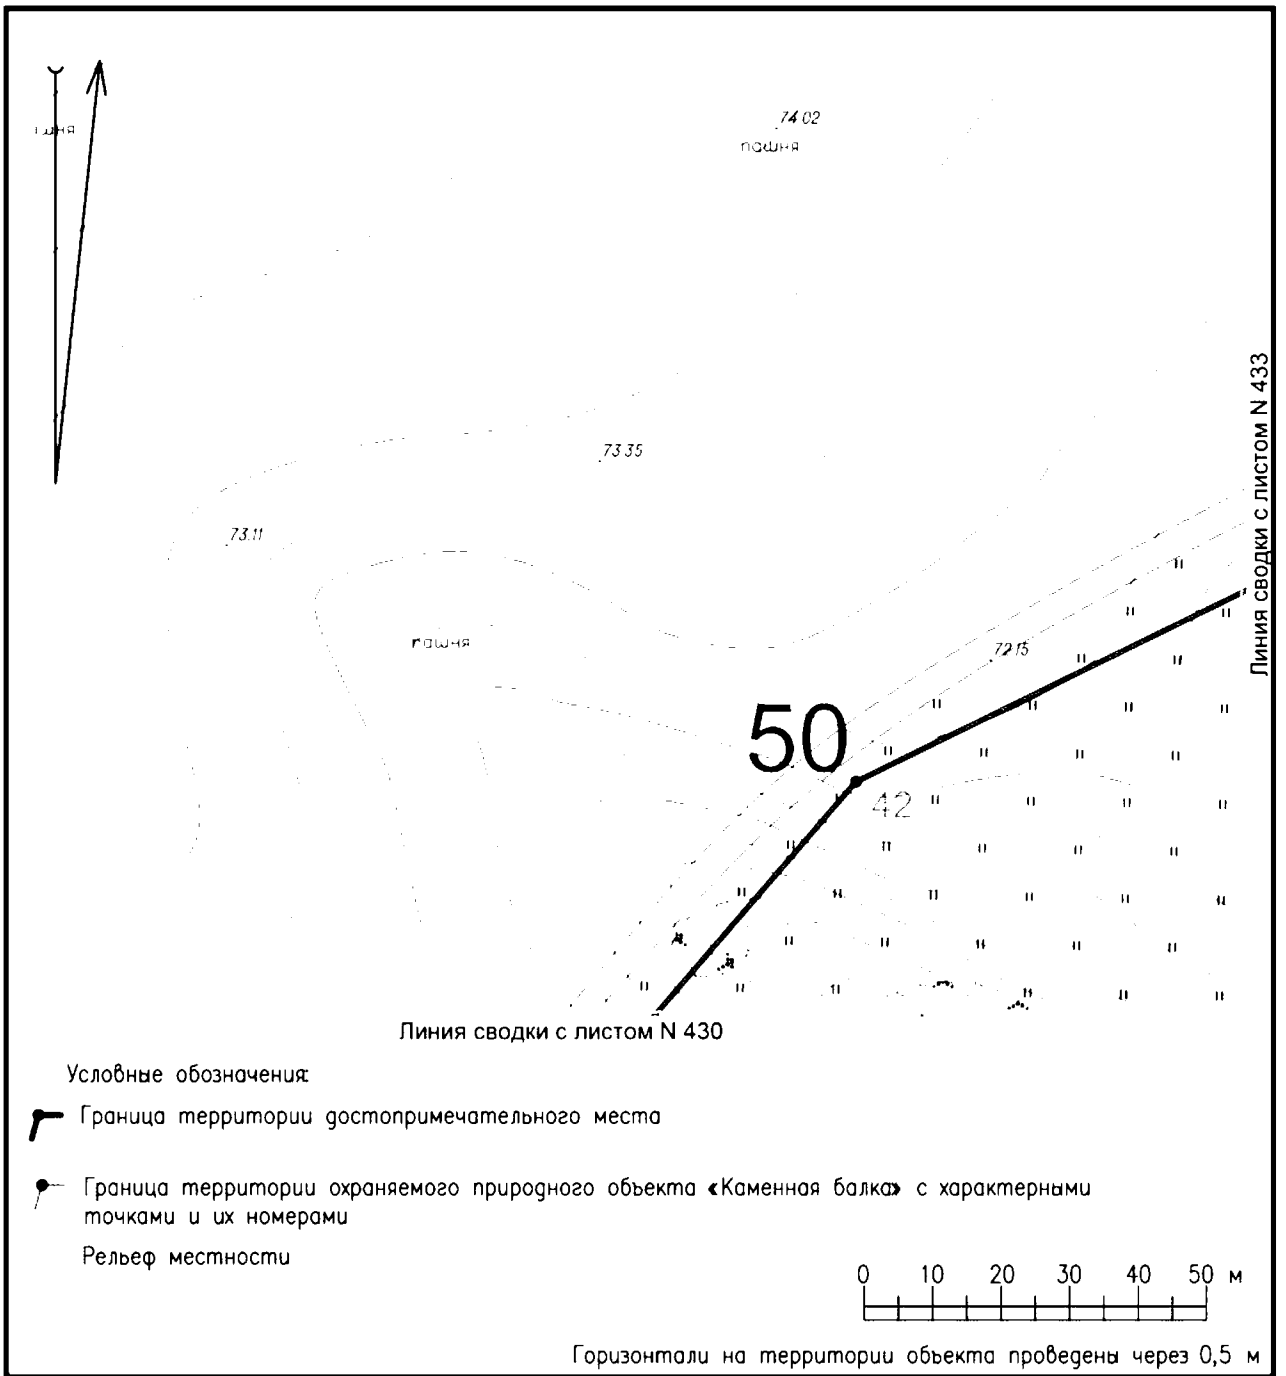 74 02
пашня
73 35
73.11
пашня
72 15
50
42
Линия сводки с листом N 433
Линия сводки с листом N 430
Условные обозначения:
Граница территории достопримечательного места
Граница территории охраняемого природного объекта «Каменная балка» с характерными
точками и их номерами
Рельеф местности
0 10 20 30 40 50 м
Горизонтали на территории объекта проведены через 0,5 м